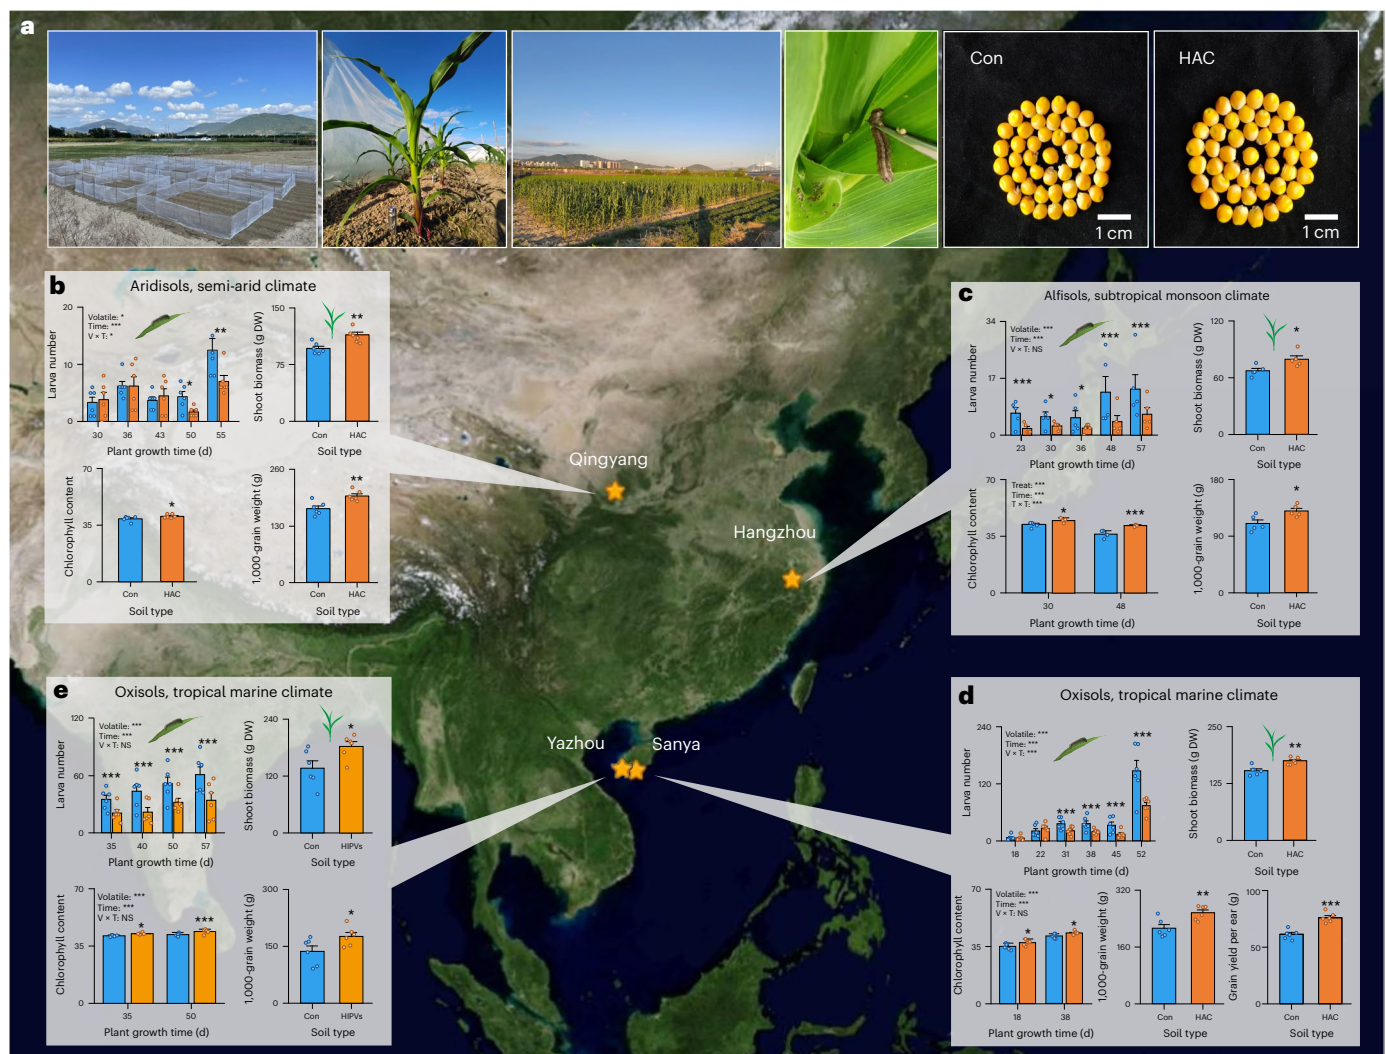 a
Con
1 cm
HAC
1 cm
b
Aridisols, semi-arid climate
Larva number
20
10
0
Volatile: *
Time: ***
V × T: *
*
**
30
36
43
50
55
Plant growth time (d)
Shoot biomass (g DW)
150
75
0
**
Con
HAC
Soil type
Chlorophyll content
70
35
0
*
Con
HAC
Soil type
1,000-grain weight (g)
260
130
0
**
Con
HAC
Soil type
c
Alfisols, subtropical monsoon climate
Larva number
34
17
0
Volatile: ***
Time: ***
V × T: NS
***
*
*
***
***
23
30
36
48
57
Plant growth time (d)
Shoot biomass (g DW)
120
60
0
*
Con
HAC
Soil type
Chlorophyll content
70
35
0
Treat: ***
Time: ***
T × T: ***
*
***
30
48
Plant growth time (d)
1,000-grain weight (g)
180
90
0
*
Con
HAC
Soil type
Qingyang
Hangzhou
Yazhou
Sanya
e
Oxisols, tropical marine climate
Larva number
120
60
0
Volatile: ***
Time: ***
V × T: NS
***
***
***
***
35
40
50
57
Plant growth time (d)
Shoot biomass (g DW)
240
120
0
*
Con
HIPVs
Soil type
Chlorophyll content
70
35
0
Volatile: ***
Time: ***
V × T: NS
*
***
35
50
Plant growth time (d)
1,000-grain weight (g)
300
150
0
*
Con
HIPVs
Soil type
d
Oxisols, tropical marine climate
Larva number
240
120
0
Volatile: ***
Time: ***
V × T: ***
***
***
***
***
18
22
31
38
45
52
Plant growth time (d)
Shoot biomass (g DW)
250
125
0
**
Con
HAC
Soil type
Chlorophyll content
70
35
0
Volatile: ***
Time: ***
V × T: NS
*
*
18
38
Plant growth time (d)
1,000-grain weight (g)
320
160
0
**
Con
HAC
Soil type
Grain yield per ear (g)
100
50
0
***
Con
HAC
Soil type